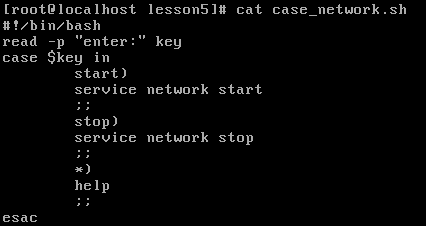 [root@localhost lesson5]# cat case_network.sh
#!/bin/bash
read -p "enter:" key
case $key in
        start)
        service network start
        ;;
        stop)
        service network stop
        ;;
        *)
        help
        ;;
esac